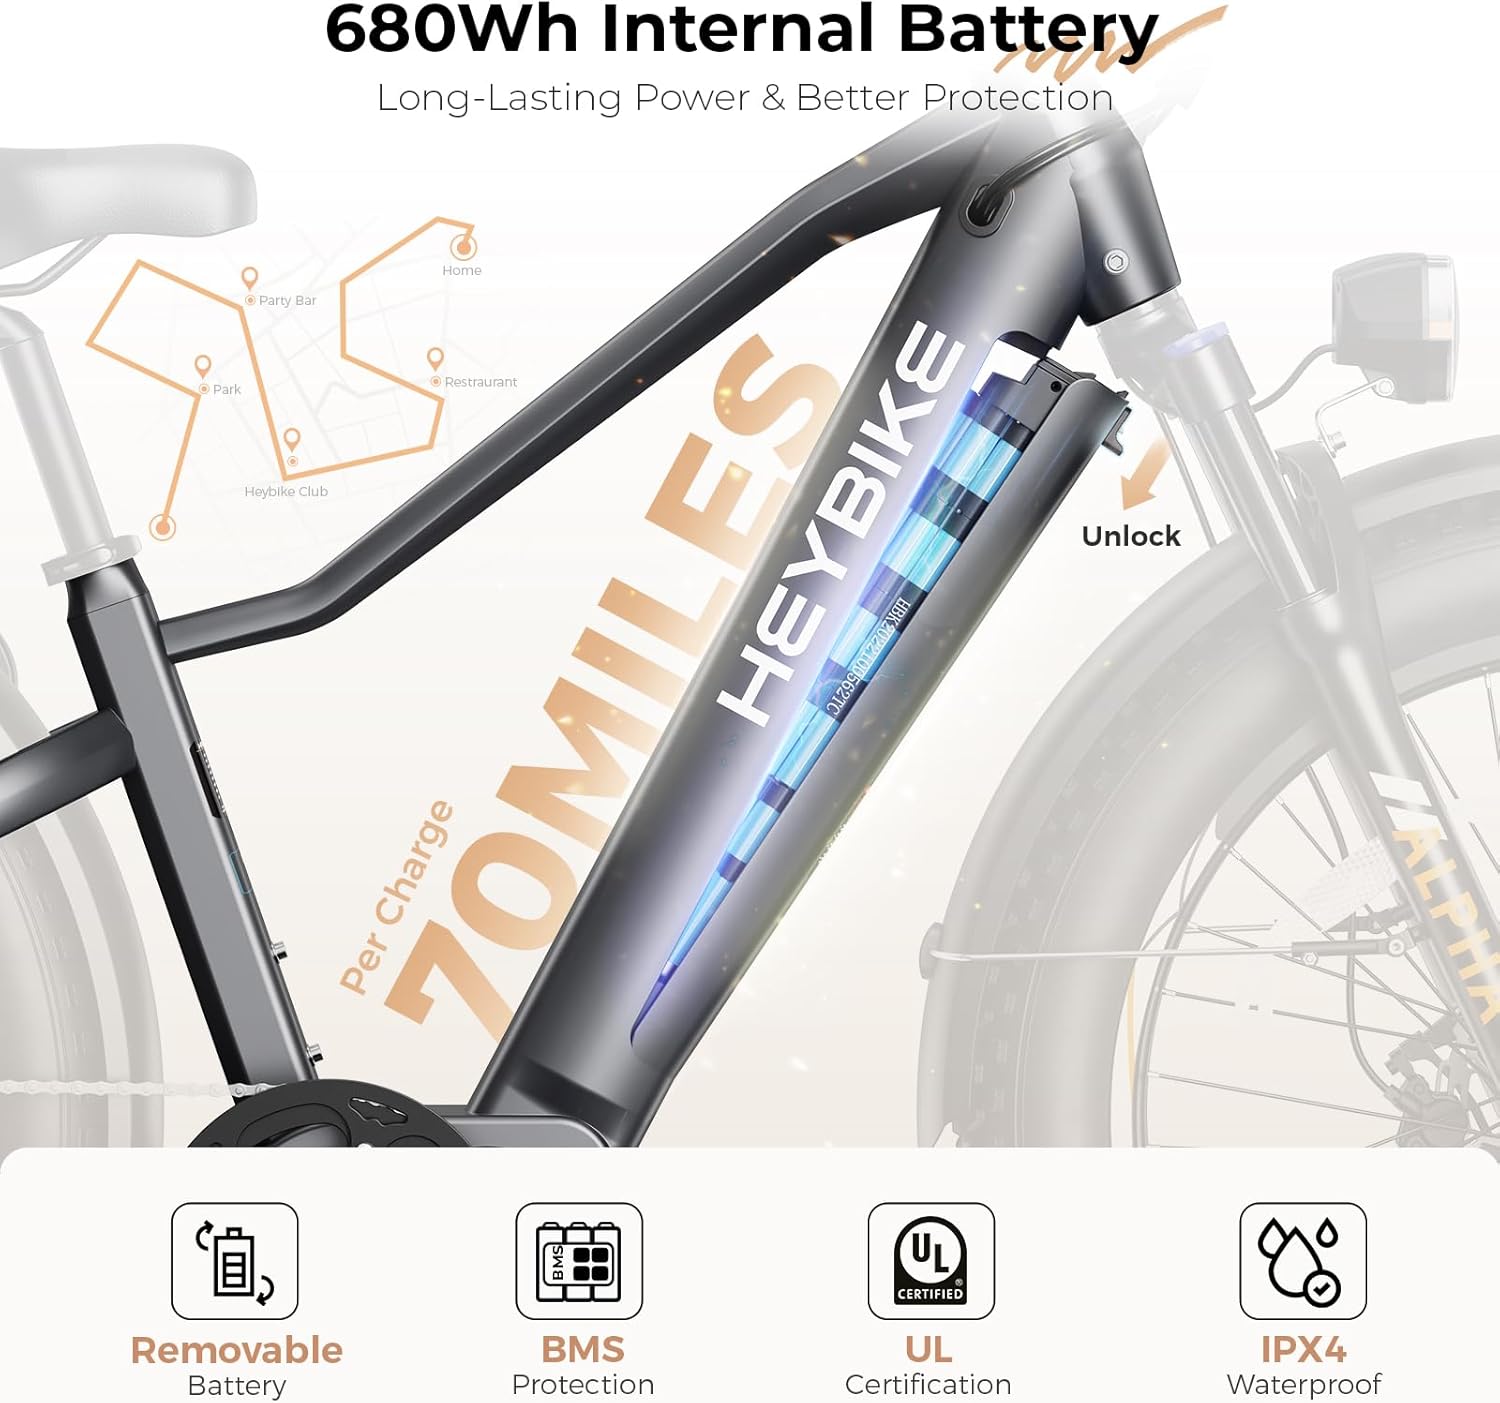 680Wh Internal Battery
Long-Lasting Power & Better Protection
Home
Party Bar
Park
Restraurant
Heybike Club
Unlock
HEYBIKE
HBK2022100562TC
70MILES
Per Charge
//ALPHA
BMS
UL
®
CERTIFIED
Removable
Battery
BMS
Protection
UL
Certification
IPX4
Waterproof